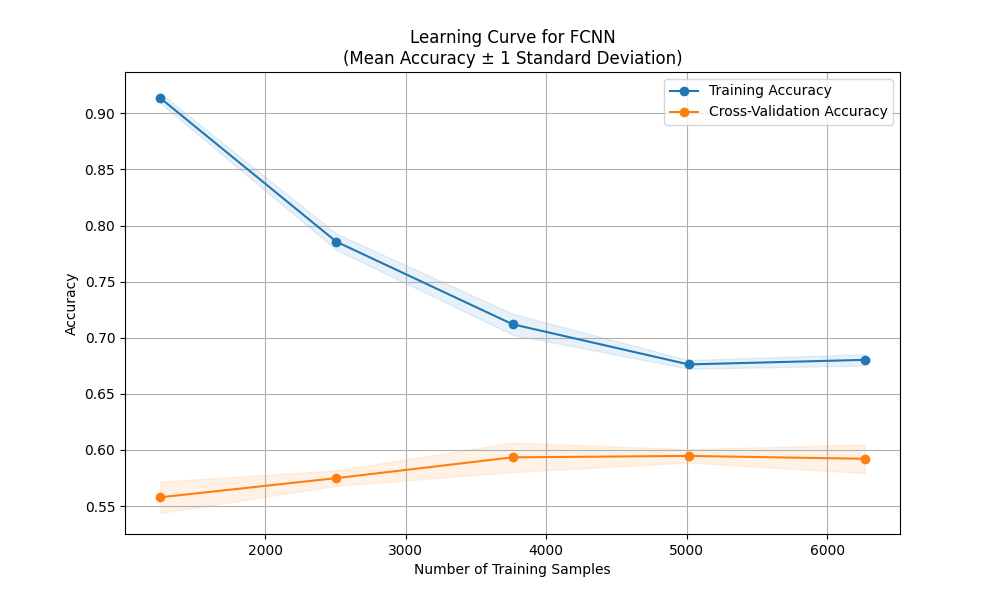 Learning Curve for FCNN
(Mean Accuracy ± 1 Standard Deviation)
Training Accuracy
Cross-Validation Accuracy
Accuracy
0.90
0.85
0.80
0.75
0.70
0.65
0.60
0.55
2000 3000 4000 5000 6000
Number of Training Samples